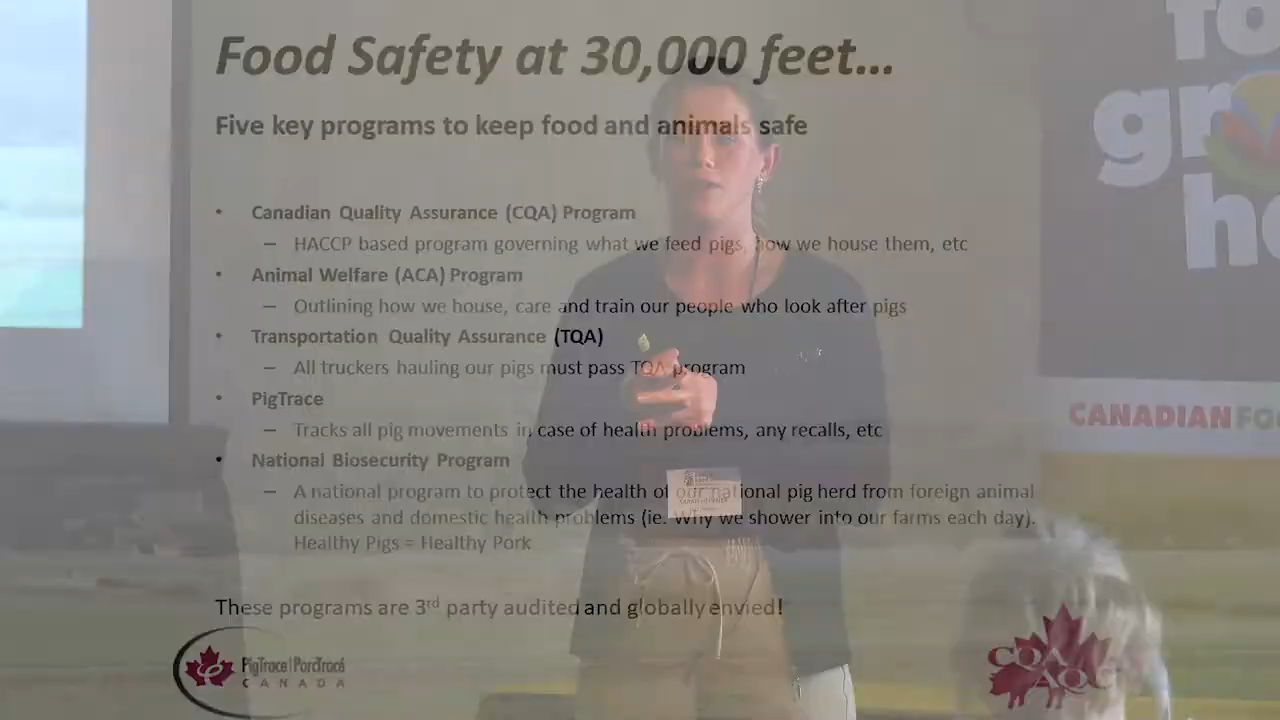 Food Safety at 30,000 feet...
Five key programs to keep food and animals safe
• Canadian Quality Assurance (CQA) Program
– HACCP based program governing what we feed pigs, how we house them, etc
• Animal Welfare (ACA) Program
– Outlining how we house, care and train our people who look after pigs
• Transportation Quality Assurance (TQA)
– All truckers hauling our pigs must pass TQA program
• PigTrace
– Tracks all pig movements in case of health problems, any recalls, etc
• National Biosecurity Program
– A national program to protect the health of our national pig herd from foreign animal
diseases and domestic health problems (ie. Why we shower into our farms each day).
Healthy Pigs = Healthy Pork
These programs are 3rd party audited and globally envied!
PigTrace|PorcTracé
CANADA
CQA
AQC
fo
gr
he
CANADIAN FO